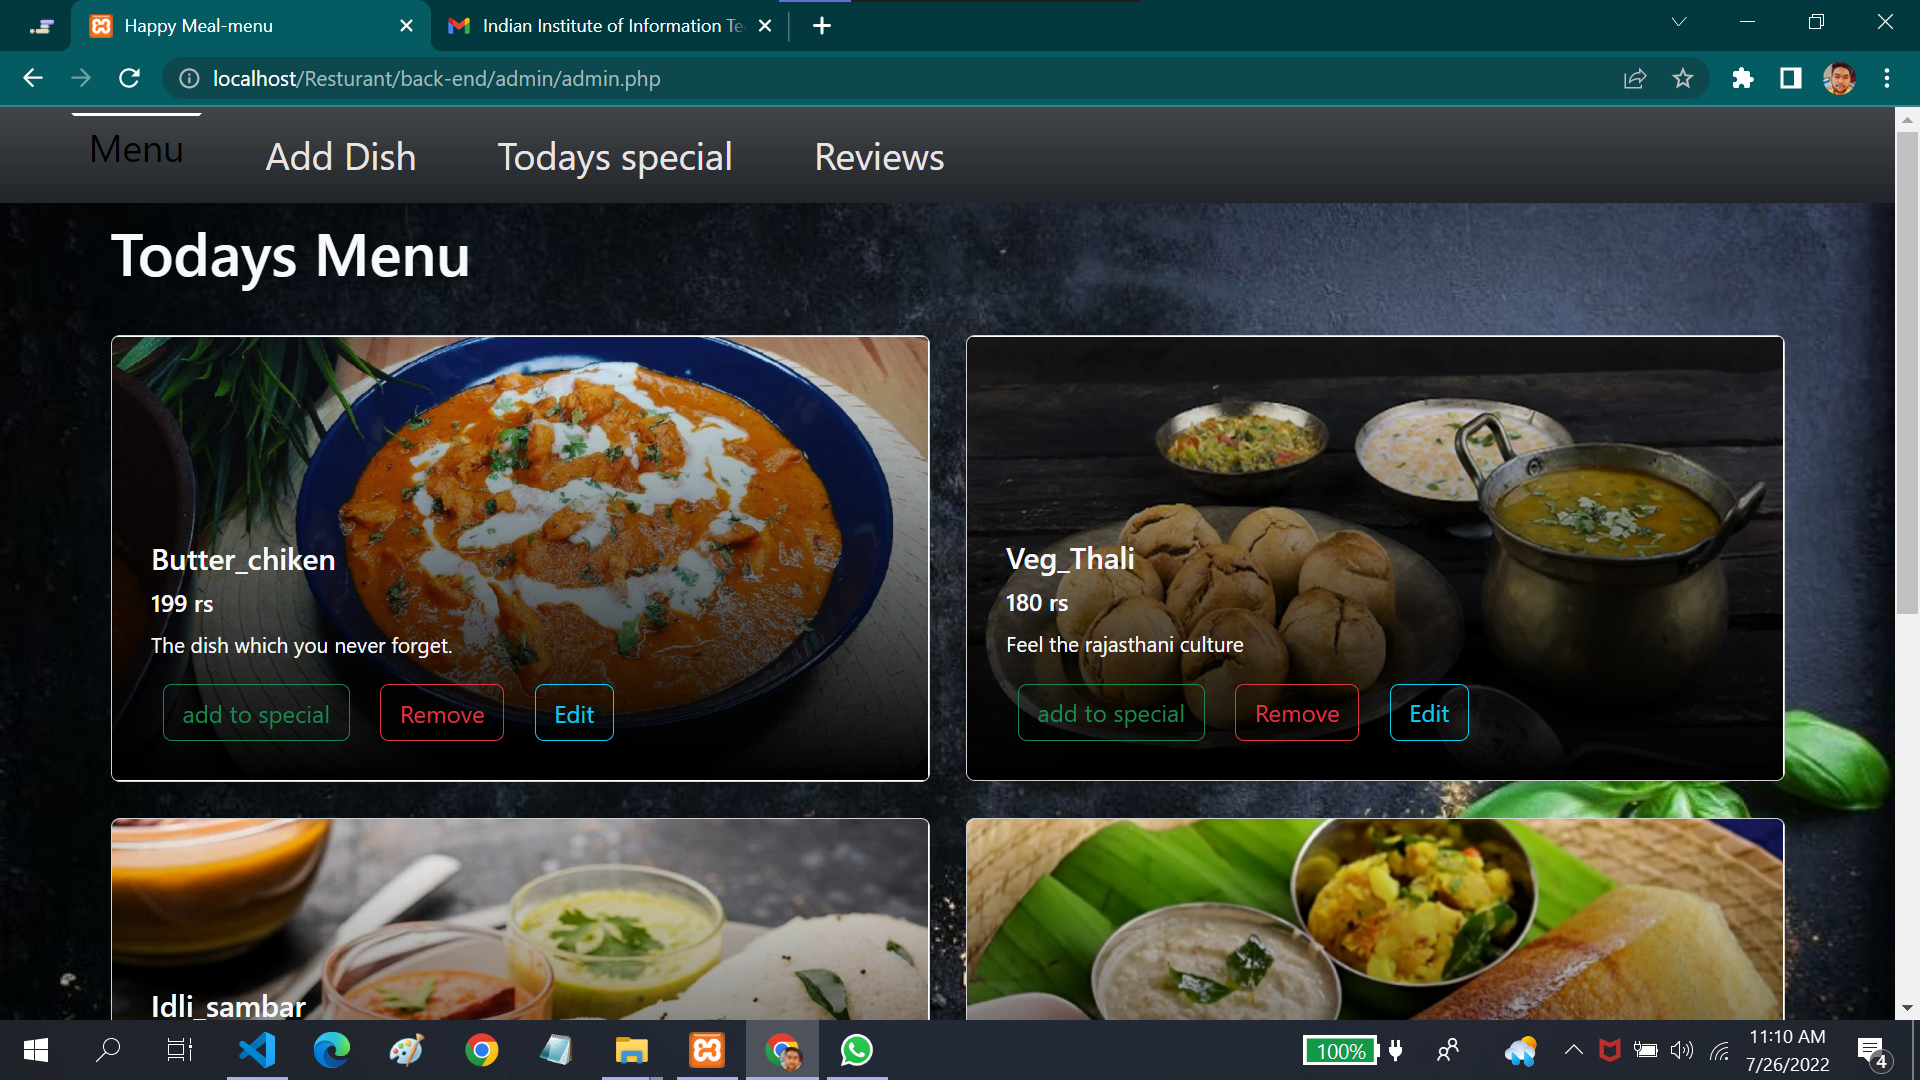 Happy Meal-menu
Indian Institute of Information Te
localhost/Resturant/back-end/admin/admin.php
Menu
Add Dish
Todays special
Reviews
Todays Menu
Butter_chiken
199 rs
The dish which you never forget.
add to special
Remove
Edit
Veg_Thali
180 rs
Feel the rajasthani culture
add to special
Remove
Edit
Idli_sambar
100%
11:10 AM
7/26/2022
4